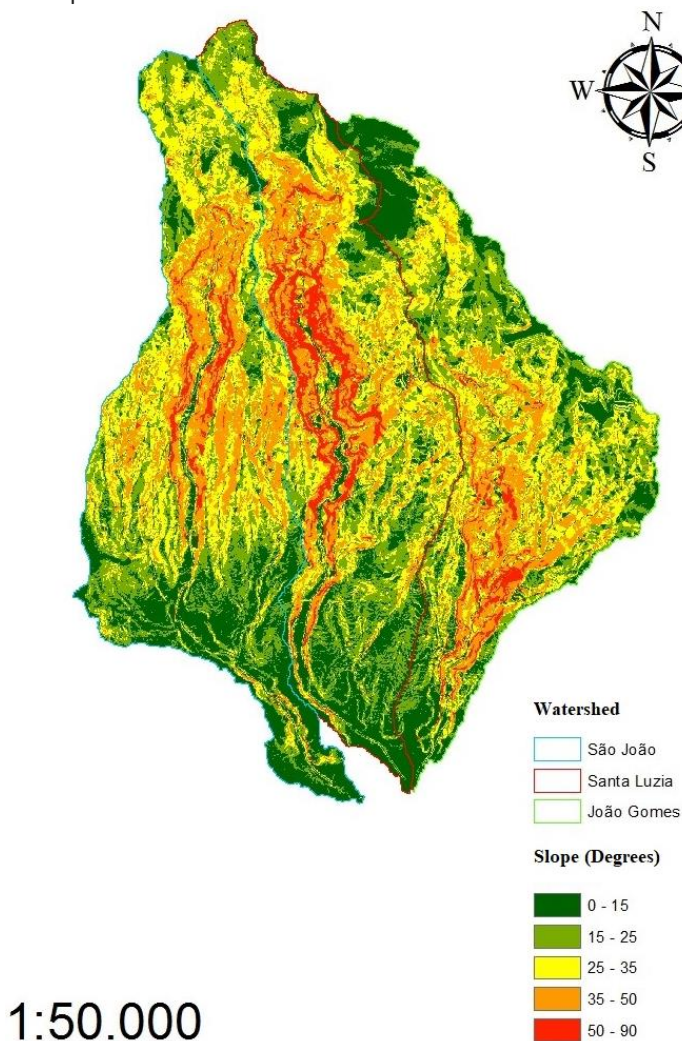 N
W
S
Watershed
São João
Santa Luzia
João Gomes
Slope (Degrees)
0 - 15
15 - 25
25 - 35
35 - 50
50 - 90
1:50.000